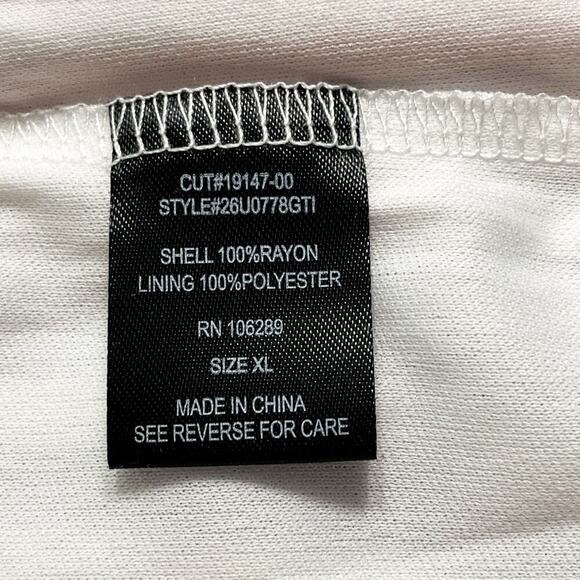 CUT#19147-00
STYLE#26U0778GTI
SHELL 100%RAYON
LINING 100%POLYESTER
RN 106289
SIZE XL
MADE IN CHINA
SEE REVERSE FOR CARE